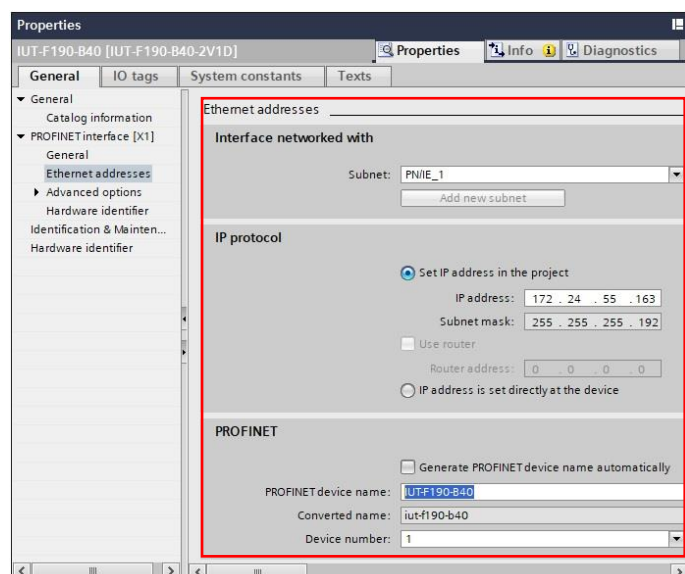 Properties
IUT-F190-B40 [IUT-F190-B40-2V1D]
Properties
Info
Diagnostics
General
IO tags
System constants
Texts
General
Catalog information
PROFINET interface [X1]
General
Ethernet addresses
Advanced options
Hardware identifier
Identification & Mainten...
Hardware identifier
Ethernet addresses
Interface networked with
Subnet: PN/IE_1
Add new subnet
IP protocol
Set IP address in the project
IP address: 172 . 24 . 55 . 163
Subnet mask: 255 . 255 . 255 . 192
Use router
Router address: 0 . 0 . 0 . 0
IP address is set directly at the device
PROFINET
Generate PROFINET device name automatically
PROFINET device name: IUT-F190-B40
Converted name: iut-f190-b40
Device number: 1